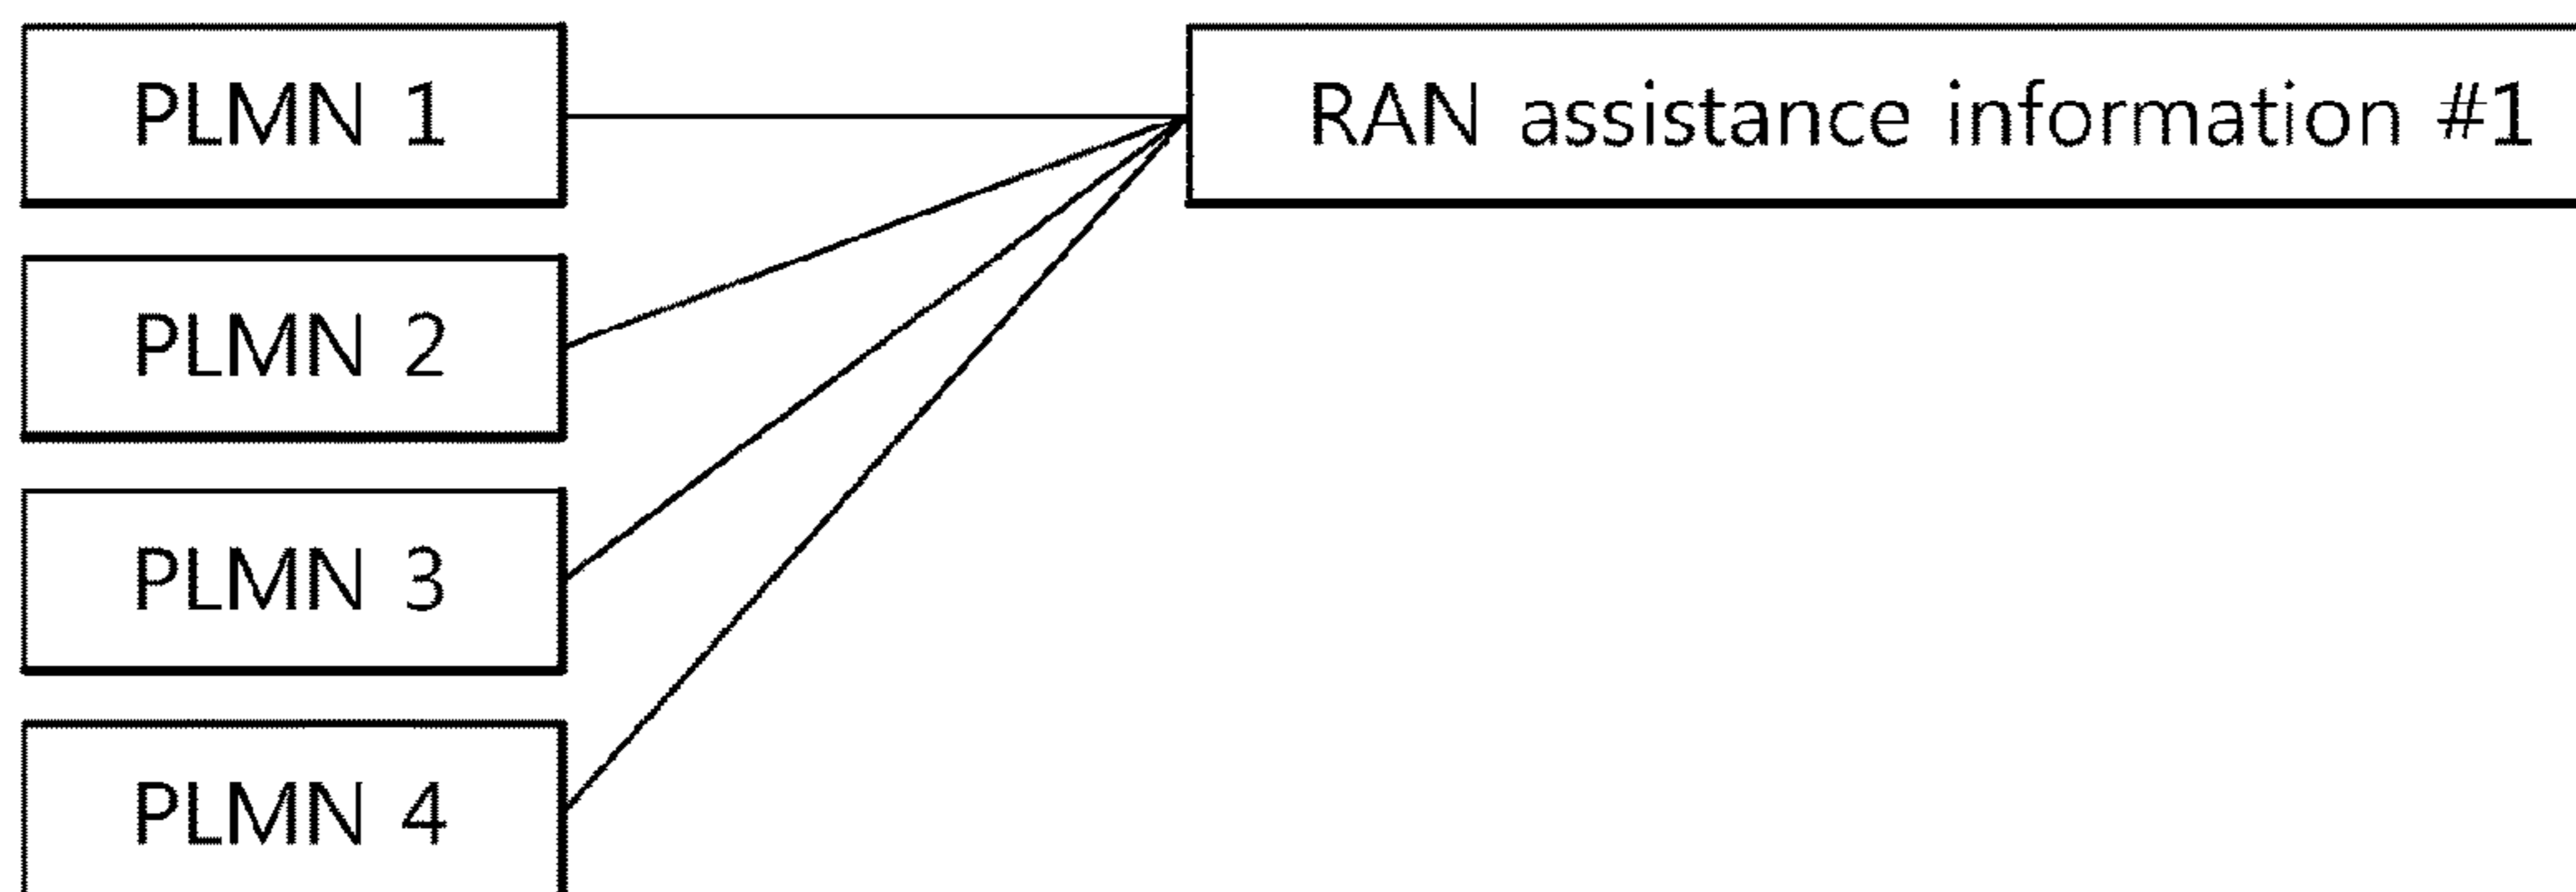 PLMN 1
RAN assistance information #1
PLMN 2
PLMN 3
PLMN 4